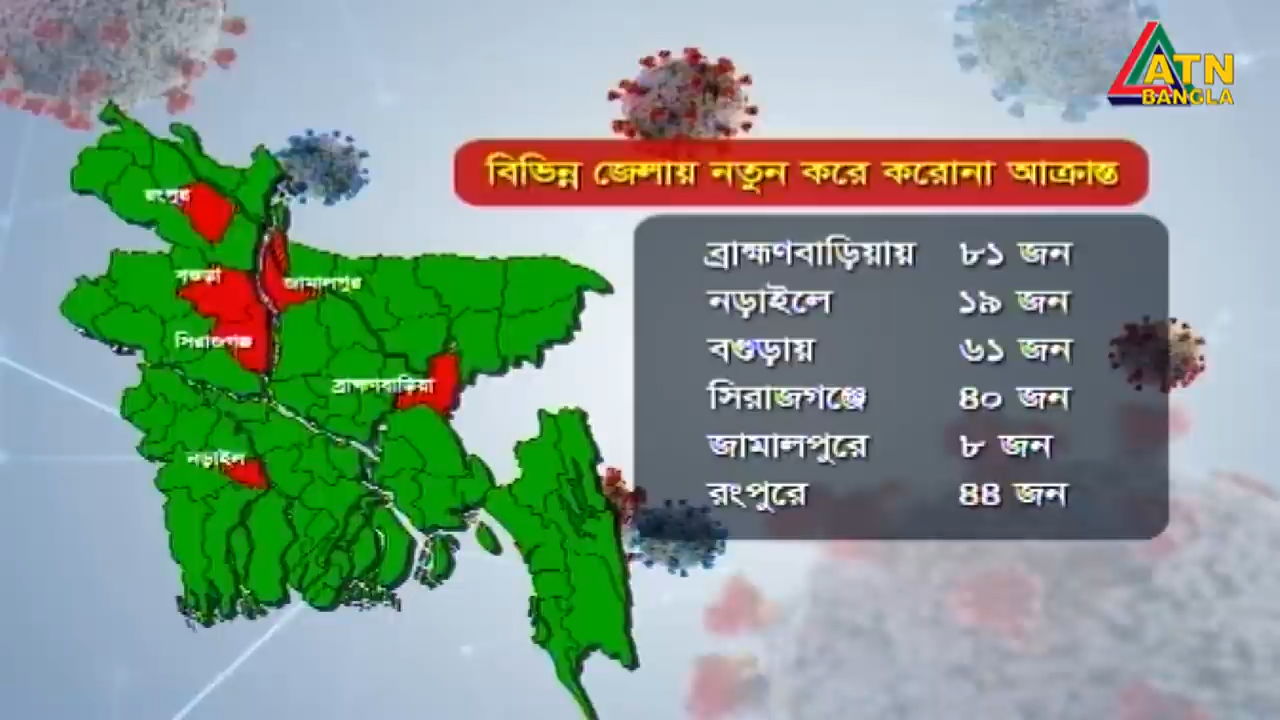 ATN
BANGLA
বিভিন্ন জেলায় নতুন করে করোনা আক্রান্ত
ব্রাহ্মণবাড়িয়ায় ৮১ জন
নড়াইলে ১৯ জন
বগুড়ায় ৬১ জন
সিরাজগঞ্জে ৪০ জন
জামালপুরে ৮ জন
রংপুরে ৪৪ জন
রংপুর
বগুড়া
জামালপুর
সিরাজগঞ্জ
ব্রাহ্মণবাড়িয়া
নড়াইল